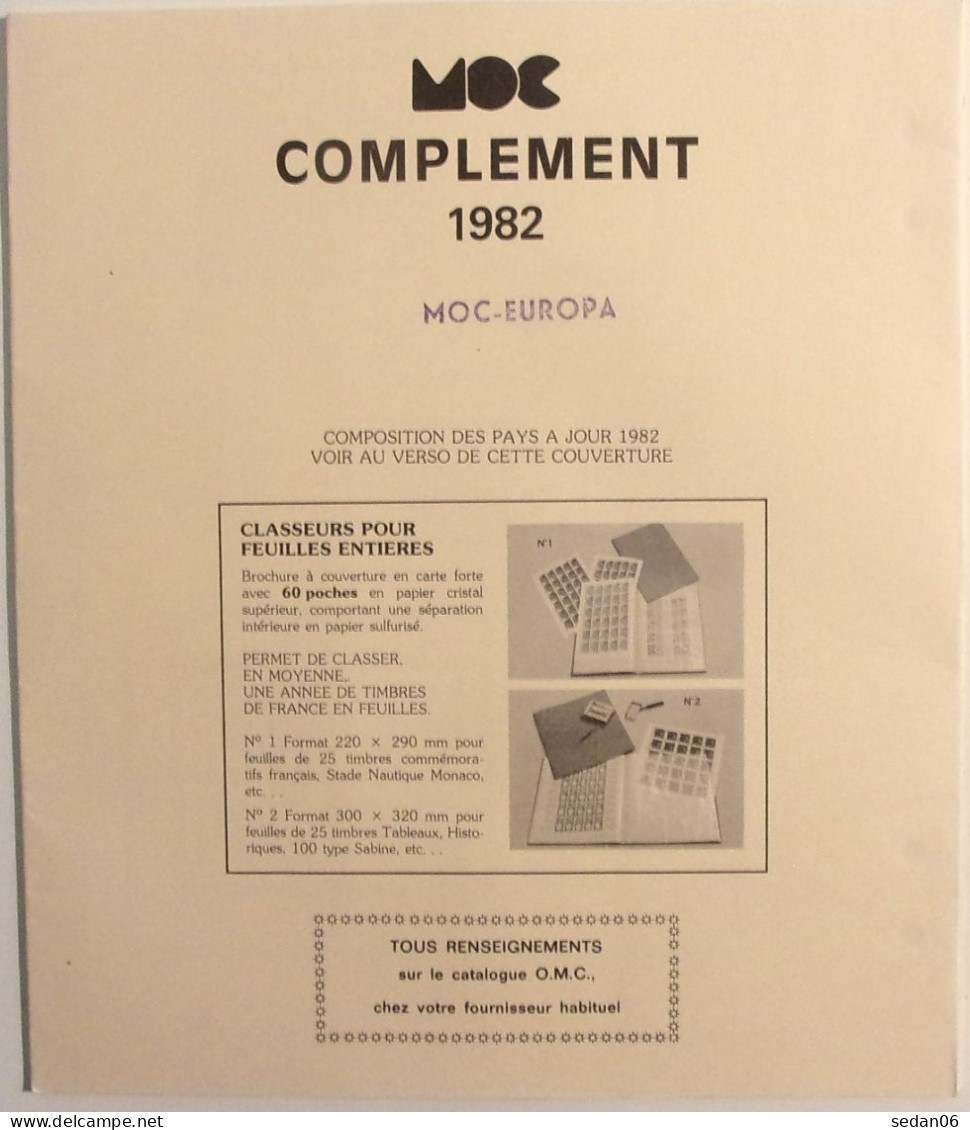 MOC
COMPLEMENT
1982
MOC-EUROPA
COMPOSITION DES PAYS A JOUR 1982
VOIR AU VERSO DE CETTE COUVERTURE
CLASSEURS POUR
FEUILLES ENTIERES
Brochure à couverture en carte forte
avec 60 poches en papier cristal
supérieur, comportant une séparation
intérieure en papier sulfurisé.
PERMET DE CLASSER,
EN MOYENNE,
UNE ANNEE DE TIMBRES
DE FRANCE EN FEUILLES.
Nº 1 Format 220 × 290 mm pour
feuilles de 25 timbres commémora-
tifs français, Stade Nautique Monaco,
etc. . .
Nº 2 Format 300 × 320 mm pour
feuilles de 25 timbres Tableaux, Histo-
riques, 100 type Sabine, etc. . .
N°1
N°2
TOUS RENSEIGNEMENTS
sur le catalogue O.M.C.,
chez votre fournisseur habituel
delcampe.net
sedan06